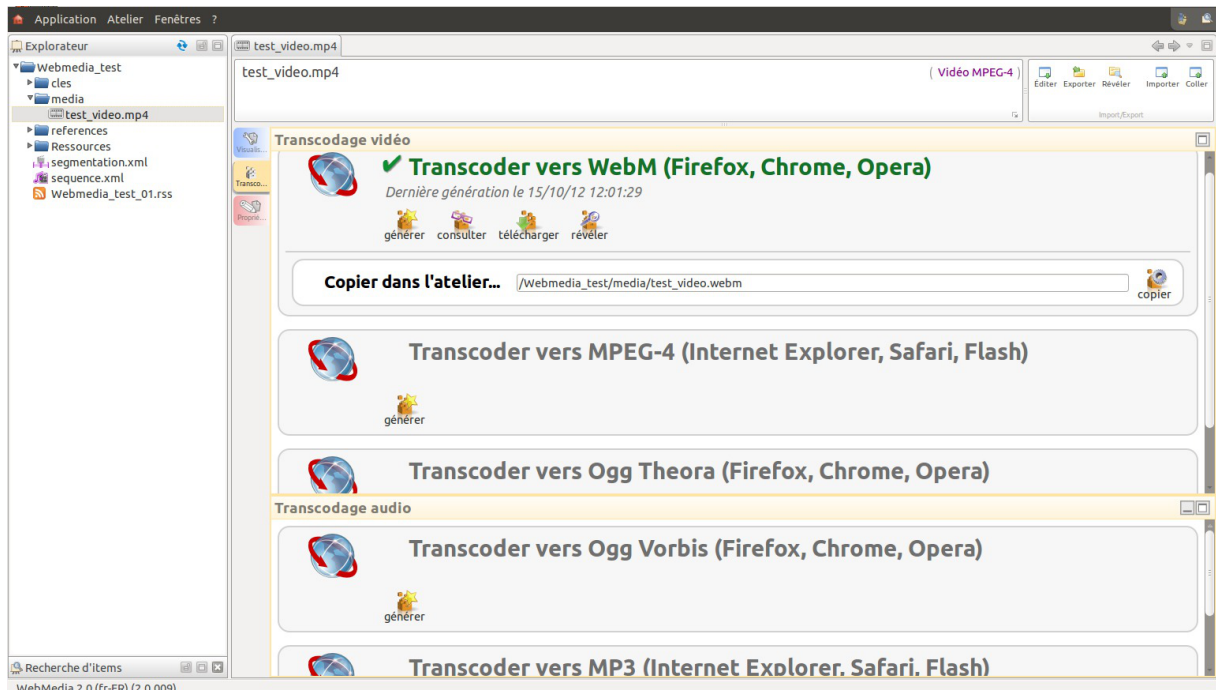 Application Atelier Fenêtres ?
Explorateur
Webmedia_test
cles
media
test_video.mp4
references
Ressources
segmentation.xml
sequence.xml
Webmedia_test_01.rss
Recherche d'items
WebMedia 2.0 (fr-FR) (2.0.009)
test_video.mp4
test_video.mp4
( Vidéo MPEG-4 )
Éditer Exporter Révéler Importer Coller
Import/Export
Visualis...
Transco...
Proprié...
Transcodage vidéo
✔ Transcoder vers WebM (Firefox, Chrome, Opera)
Dernière génération le 15/10/12 12:01:29
générer consulter télécharger révéler
Copier dans l'atelier... /Webmedia_test/media/test_video.webm
copier
Transcoder vers MPEG-4 (Internet Explorer, Safari, Flash)
générer
Transcoder vers Ogg Theora (Firefox, Chrome, Opera)
Transcodage audio
Transcoder vers Ogg Vorbis (Firefox, Chrome, Opera)
générer
Transcoder vers MP3 (Internet Explorer, Safari, Flash)